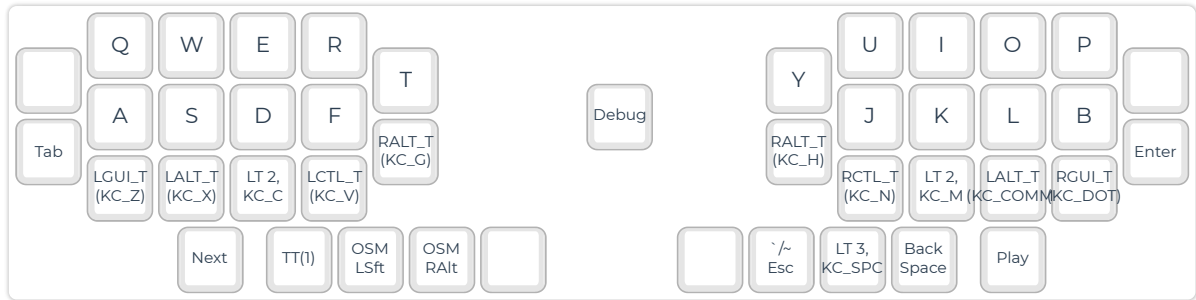 Q W E R U I O P
T Y
A S D F Debug J K L B
Tab RALT_T
(KC_G) RALT_T
(KC_H) Enter
LGUI_T
(KC_Z) LALT_T
(KC_X) LT 2,
KC_C LCTL_T
(KC_V) RCTL_T
(KC_N) LT 2,
KC_M LALT_T
(KC_COMM) RGUI_T
(KC_DOT)
Next TT(1) OSM
LSft OSM
RAlt `/~
Esc LT 3,
KC_SPC Back
Space Play